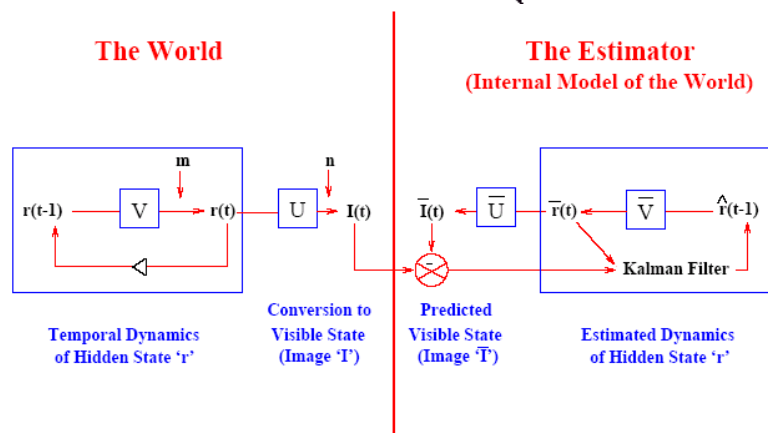 The World
The Estimator
(Internal Model of the World)
m
n
r(t-1)
V
r(t)
U
I(t)
I̅(t)
U̅
r̅(t)
V̅
r̂(t-1)
-
Kalman Filter
Temporal Dynamics
of Hidden State ‘r’
Conversion to
Visible State
(Image ‘I’)
Predicted
Visible State
(Image ‘I̅’)
Estimated Dynamics
of Hidden State ‘r’